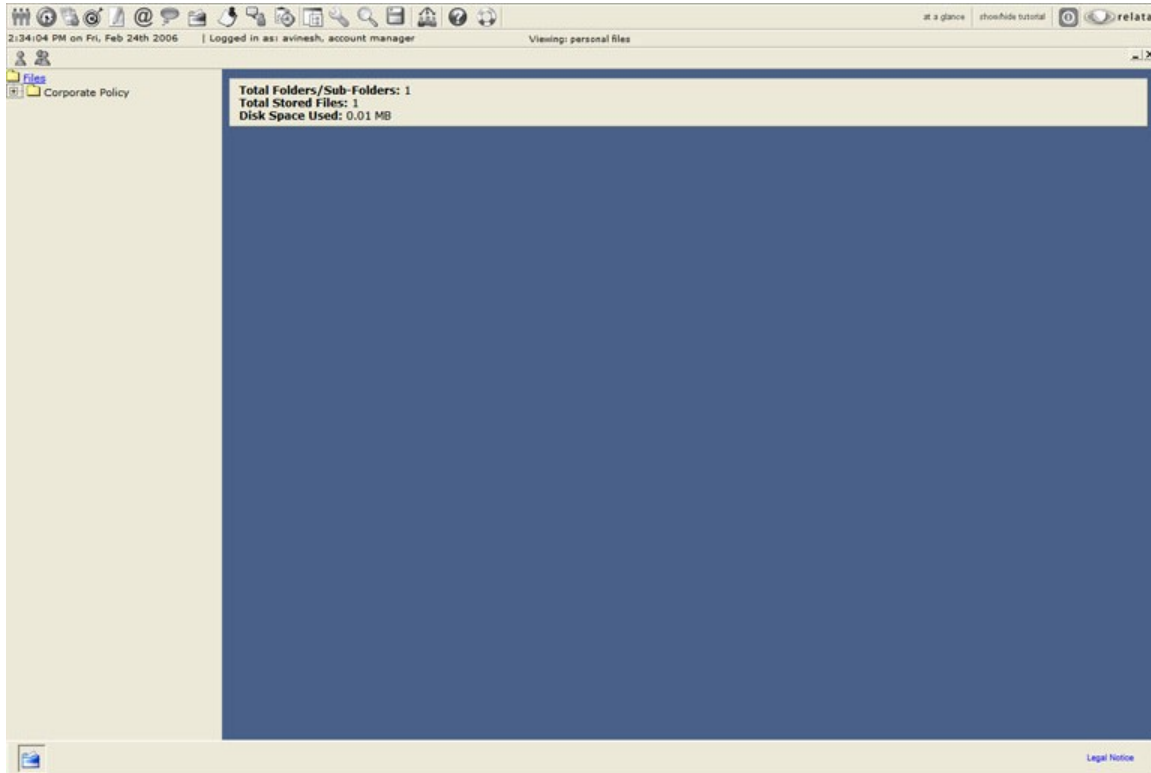 at a glance show/hide tutorial relata
2:34:04 PM on Fri, Feb 24th 2006 | Logged in as: avinesh, account manager Viewing: personal files
files
Corporate Policy
Total Folders/Sub-Folders: 1
Total Stored Files: 1
Disk Space Used: 0.01 MB
Legal Notice